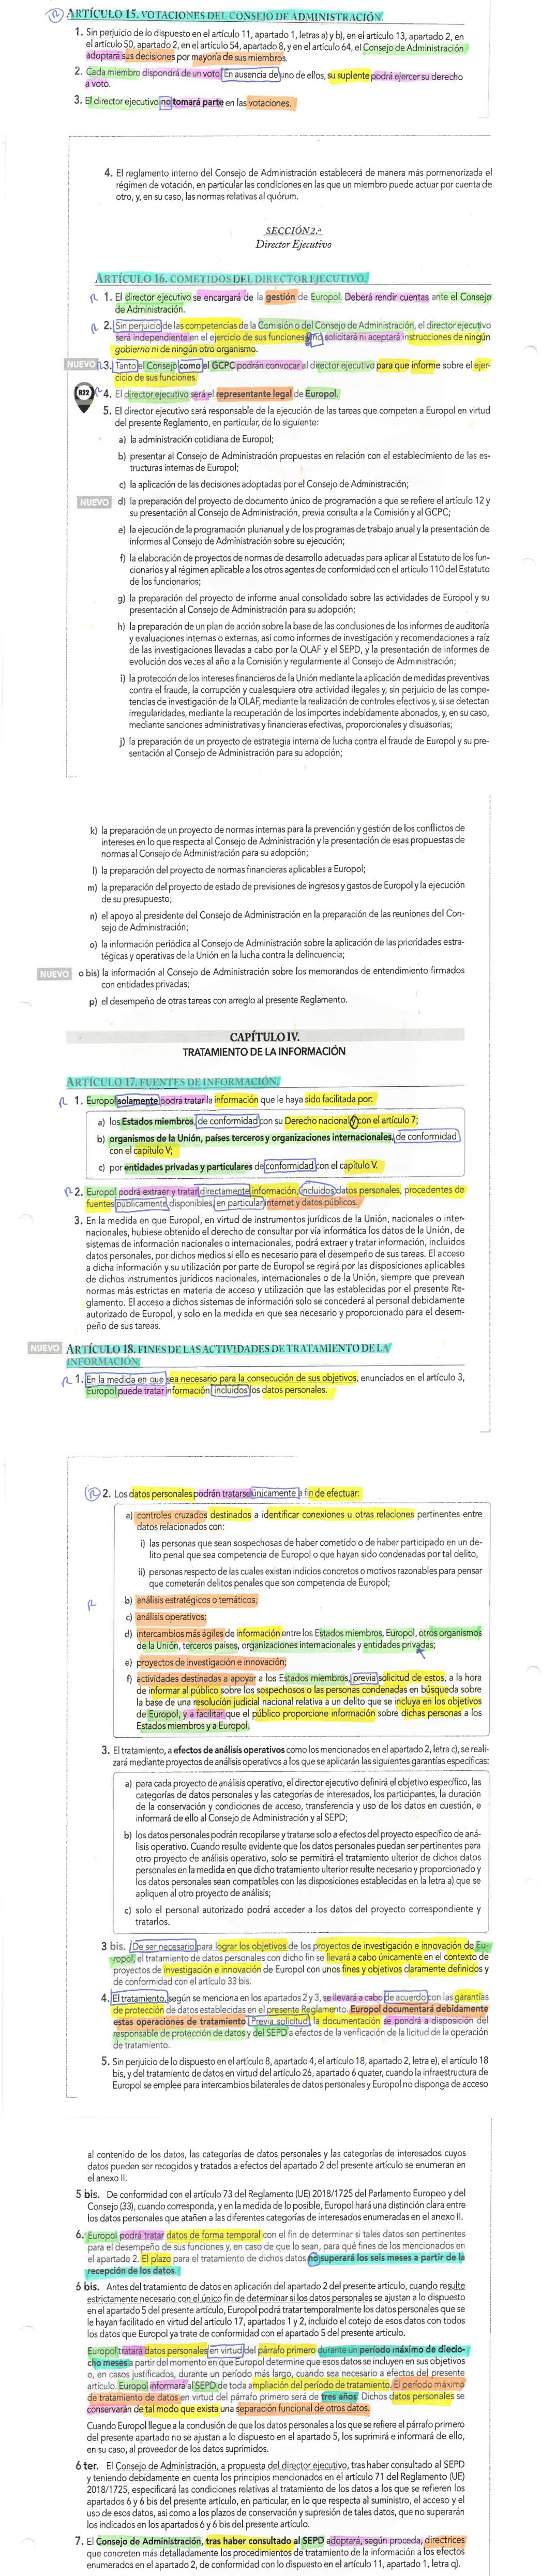 ARTÍCULO 15. VOTACIONES DEL CONSEJO DE ADMINISTRACIÓN.
1. Sin perjuicio de lo dispuesto en el artículo 11, apartado 1, letras a) y b), en el artículo 13, apartado 2, en
el artículo 50, apartado 2, en el artículo 54, apartado 8, y en el artículo 64, el Consejo de Administración
adoptará sus decisiones por mayoría de sus miembros.
2. Cada miembro dispondrá de un voto. En ausencia de uno de ellos, su suplente podrá ejercer su derecho
a voto.
3. El director ejecutivo no tomará parte en las votaciones.
4. El reglamento interno del Consejo de Administración establecerá de manera más pormenorizada el
régimen de votación, en particular las condiciones en las que un miembro puede actuar por cuenta de
otro, y, en su caso, las normas relativas al quórum.
SECCIÓN 2.ª
Director Ejecutivo
ARTÍCULO 16. COMETIDOS DEL DIRECTOR EJECUTIVO.
1. El director ejecutivo se encargará de la gestión de Europol. Deberá rendir cuentas ante el Consejo
de Administración.
2. Sin perjuicio de las competencias de la Comisión o del Consejo de Administración, el director ejecutivo
será independiente en el ejercicio de sus funciones y no solicitará ni aceptará instrucciones de ningún
gobierno ni de ningún otro organismo.
NUEVO 3. Tanto el Consejo como el GCPC podrán convocar al director ejecutivo para que informe sobre el ejer-
cicio de sus funciones.
R22 4. El director ejecutivo será el representante legal de Europol.
5. El director ejecutivo será responsable de la ejecución de las tareas que competen a Europol en virtud
del presente Reglamento, en particular, de lo siguiente:
a) la administración cotidiana de Europol;
b) presentar al Consejo de Administración propuestas en relación con el establecimiento de las es-
tructuras internas de Europol;
c) la aplicación de las decisiones adoptadas por el Consejo de Administración;
NUEVO d) la preparación del proyecto de documento único de programación a que se refiere el artículo 12 y
su presentación al Consejo de Administración, previa consulta a la Comisión y al GCPC;
e) la ejecución de la programación plurianual y de los programas de trabajo anual y la presentación de
informes al Consejo de Administración sobre su ejecución;
f) la elaboración de proyectos de normas de desarrollo adecuadas para aplicar al Estatuto de los fun-
cionarios y al régimen aplicable a los otros agentes de conformidad con el artículo 110 del Estatuto
de los funcionarios;
g) la preparación del proyecto de informe anual consolidado sobre las actividades de Europol y su
presentación al Consejo de Administración para su adopción;
h) la preparación de un plan de acción sobre la base de las conclusiones de los informes de auditoría
y evaluaciones internas o externas, así como informes de investigación y recomendaciones a raíz
de las investigaciones llevadas a cabo por la OLAF y el SEPD, y la presentación de informes de
evolución dos veces al año a la Comisión y regularmente al Consejo de Administración;
i) la protección de los intereses financieros de la Unión mediante la aplicación de medidas preventivas
contra el fraude, la corrupción y cualesquiera otra actividad ilegales y, sin perjuicio de las compe-
tencias de investigación de la OLAF, mediante la realización de controles efectivos y, si se detectan
irregularidades, mediante la recuperación de los importes indebidamente abonados, y, en su caso,
mediante sanciones administrativas y financieras efectivas, proporcionales y disuasorias;
j) la preparación de un proyecto de estrategia interna de lucha contra el fraude de Europol y su pre-
sentación al Consejo de Administración para su adopción;
k) la preparación de un proyecto de normas internas para la prevención y gestión de los conflictos de
intereses en lo que respecta al Consejo de Administración y la presentación de esas propuestas de
normas al Consejo de Administración para su adopción;
l) la preparación del proyecto de normas financieras aplicables a Europol;
m) la preparación del proyecto de estado de previsiones de ingresos y gastos de Europol y la ejecución
de su presupuesto;
n) el apoyo al presidente del Consejo de Administración en la preparación de las reuniones del Con-
sejo de Administración;
o) la información periódica al Consejo de Administración sobre la aplicación de las prioridades estra-
tégicas y operativas de la Unión en la lucha contra la delincuencia;
NUEVO o bis) la información al Consejo de Administración sobre los memorandos de entendimiento firmados
con entidades privadas;
p) el desempeño de otras tareas con arreglo al presente Reglamento.
CAPÍTULO IV.
TRATAMIENTO DE LA INFORMACIÓN
ARTÍCULO 17. FUENTES DE INFORMACIÓN.
1. Europol solamente podrá tratar la información que le haya sido facilitada por:
a) los Estados miembros, de conformidad con su Derecho nacional y con el artículo 7;
b) organismos de la Unión, países terceros y organizaciones internacionales, de conformidad
con el capítulo V;
c) por entidades privadas y particulares de conformidad con el capítulo V.
2. Europol podrá extraer y tratar directamente información, incluidos datos personales, procedentes de
fuentes públicamente disponibles, en particular internet y datos públicos.
3. En la medida en que Europol, en virtud de instrumentos jurídicos de la Unión, nacionales o inter-
nacionales, hubiese obtenido el derecho de consultar por vía informática los datos de la Unión, de
sistemas de información nacionales o internacionales, podrá extraer y tratar información, incluidos
datos personales, por dichos medios si ello es necesario para el desempeño de sus tareas. El acceso
a dicha información y su utilización por parte de Europol se regirá por las disposiciones aplicables
de dichos instrumentos jurídicos nacionales, internacionales o de la Unión, siempre que prevean
normas más estrictas en materia de acceso y utilización que las establecidas por el presente Re-
glamento. El acceso a dichos sistemas de información solo se concederá al personal debidamente
autorizado de Europol, y solo en la medida en que sea necesario y proporcionado para el desem-
peño de sus tareas.
NUEVO ARTÍCULO 18. FINES DE LAS ACTIVIDADES DE TRATAMIENTO DE LA
INFORMACIÓN.
1. En la medida en que sea necesario para la consecución de sus objetivos, enunciados en el artículo 3,
Europol puede tratar información incluidos los datos personales.
2. Los datos personales podrán tratarse únicamente a fin de efectuar:
a) controles cruzados destinados a identificar conexiones u otras relaciones pertinentes entre
datos relacionados con:
i) las personas que sean sospechosas de haber cometido o de haber participado en un de-
lito penal que sea competencia de Europol o que hayan sido condenadas por tal delito,
ii) personas respecto de las cuales existan indicios concretos o motivos razonables para pensar
que cometerán delitos penales que son competencia de Europol;
b) análisis estratégicos o temáticos;
c) análisis operativos;
d) intercambios más ágiles de información entre los Estados miembros, Europol, otros organismos
de la Unión, terceros países, organizaciones internacionales y entidades privadas;
e) proyectos de investigación e innovación;
f) actividades destinadas a apoyar a los Estados miembros, previa solicitud de estos, a la hora
de informar al público sobre los sospechosos o las personas condenadas en búsqueda sobre
la base de una resolución judicial nacional relativa a un delito que se incluya en los objetivos
de Europol, y a facilitar que el público proporcione información sobre dichas personas a los
Estados miembros y a Europol.
3. El tratamiento, a efectos de análisis operativos como los mencionados en el apartado 2, letra c), se reali-
zará mediante proyectos de análisis operativos a los que se aplicarán las siguientes garantías específicas:
a) para cada proyecto de análisis operativo, el director ejecutivo definirá el objetivo específico, las
categorías de datos personales y las categorías de interesados, los participantes, la duración
de la conservación y condiciones de acceso, transferencia y uso de los datos en cuestión, e
informará de ello al Consejo de Administración y al SEPD;
b) los datos personales podrán recopilarse y tratarse solo a efectos del proyecto específico de aná-
lisis operativo. Cuando resulte evidente que los datos personales puedan ser pertinentes para
otro proyecto de análisis operativo, solo se permitirá el tratamiento ulterior de dichos datos
personales en la medida en que dicho tratamiento ulterior resulte necesario y proporcionado y
los datos personales sean compatibles con las disposiciones establecidas en la letra a) que se
apliquen al otro proyecto de análisis;
c) solo el personal autorizado podrá acceder a los datos del proyecto correspondiente y
tratarlos.
3 bis. De ser necesario para lograr los objetivos de los proyectos de investigación e innovación de Eu-
ropol, el tratamiento de datos personales con dicho fin se llevará a cabo únicamente en el contexto de
proyectos de investigación e innovación de Europol con unos fines y objetivos claramente definidos y
de conformidad con el artículo 33 bis.
4. El tratamiento, según se menciona en los apartados 2 y 3, se llevará a cabo de acuerdo con las garantías
de protección de datos establecidas en el presente Reglamento. Europol documentará debidamente
estas operaciones de tratamiento. Previa solicitud, la documentación se pondrá a disposición del
responsable de protección de datos y del SEPD a efectos de la verificación de la licitud de la operación
de tratamiento.
5. Sin perjuicio de lo dispuesto en el artículo 8, apartado 4, el artículo 18, apartado 2, letra e), el artículo 18
bis, y del tratamiento de datos en virtud del artículo 26, apartado 6 quater, cuando la infraestructura de
Europol se emplee para intercambios bilaterales de datos personales y Europol no disponga de acceso
al contenido de los datos, las categorías de datos personales y las categorías de interesados cuyos
datos pueden ser recogidos y tratados a efectos del apartado 2 del presente artículo se enumeran en
el anexo II.
5 bis. De conformidad con el artículo 73 del Reglamento (UE) 2018/1725 del Parlamento Europeo y del
Consejo (33), cuando corresponda, y en la medida de lo posible, Europol hará una distinción clara entre
los datos personales que atañen a las diferentes categorías de interesados enumeradas en el anexo II.
6. Europol podrá tratar datos de forma temporal con el fin de determinar si tales datos son pertinentes
para el desempeño de sus funciones y, en caso de que lo sean, para qué fines de los mencionados en
el apartado 2. El plazo para el tratamiento de dichos datos no superará los seis meses a partir de la
recepción de los datos.
6 bis. Antes del tratamiento de datos en aplicación del apartado 2 del presente artículo, cuando resulte
estrictamente necesario con el único fin de determinar si los datos personales se ajustan a lo dispuesto
en el apartado 5 del presente artículo, Europol podrá tratar temporalmente los datos personales que se
le hayan facilitado en virtud del artículo 17, apartados 1 y 2, incluido el cotejo de esos datos con todos
los datos que Europol ya trate de conformidad con el apartado 5 del presente artículo.
Europol tratará datos personales en virtud del párrafo primero durante un período máximo de diecio-
cho meses a partir del momento en que Europol determine que esos datos se incluyen en sus objetivos
o, en casos justificados, durante un período más largo, cuando sea necesario a efectos del presente
artículo. Europol informará al SEPD de toda ampliación del período de tratamiento. El período máximo
de tratamiento de datos en virtud del párrafo primero será de tres años. Dichos datos personales se
conservarán de tal modo que exista una separación funcional de otros datos.
Cuando Europol llegue a la conclusión de que los datos personales a los que se refiere el párrafo primero
del presente apartado no se ajustan a lo dispuesto en el apartado 5, los suprimirá e informará de ello,
en su caso, al proveedor de los datos suprimidos.
6 ter. El Consejo de Administración, a propuesta del director ejecutivo, tras haber consultado al SEPD
y teniendo debidamente en cuenta los principios mencionados en el artículo 71 del Reglamento (UE)
2018/1725, especificará las condiciones relativas al tratamiento de los datos a los que se refieren los
apartados 6 y 6 bis del presente artículo, en particular, en lo que respecta al suministro, el acceso y el
uso de esos datos, así como a los plazos de conservación y supresión de tales datos, que no superarán
los indicados en los apartados 6 y 6 bis del presente artículo.
7. El Consejo de Administración, tras haber consultado al SEPD adoptará, según proceda, directrices
que concreten más detalladamente los procedimientos de tratamiento de la información a los fines
enumerados en el apartado 2, de conformidad con lo dispuesto en el artículo 11, apartado 1, letra q).